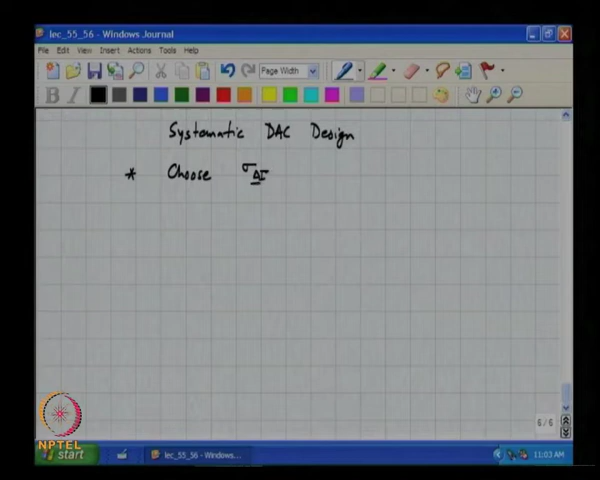 lec_55_56 - Windows Journal
File Edit View Insert Actions Tools Help
Page Width
B I
Systematic DAC Design
* Choose σΔI
6/6
NPTEL
start lec_55_56 - Windows... 11:03 AM